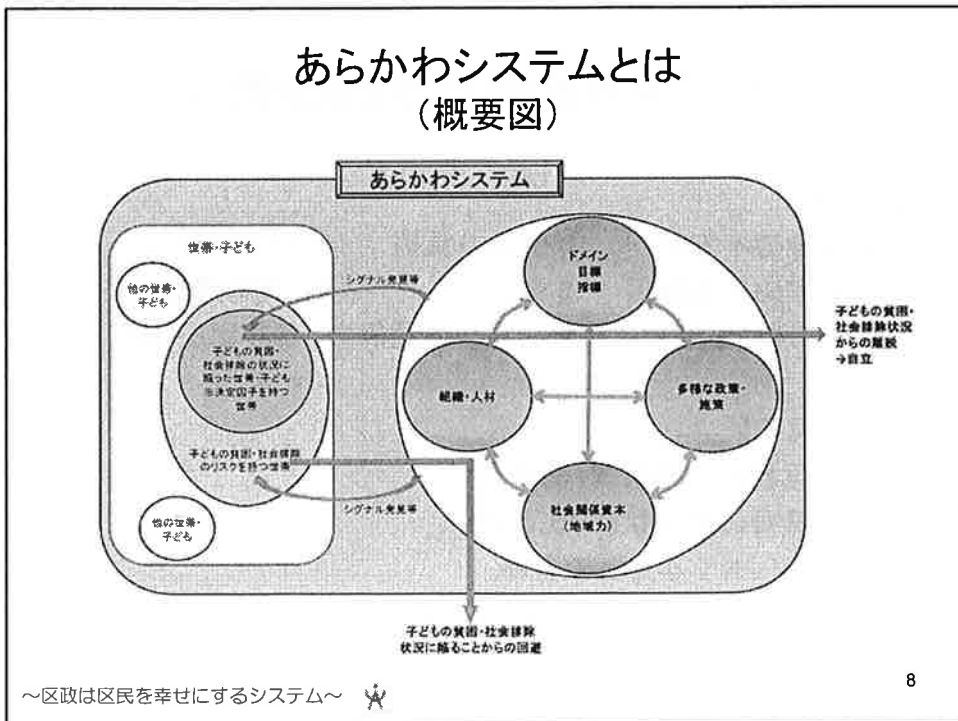 あらかわシステムとは
(概要図)
あらかわシステム
世帯・子ども
他の世帯・
子ども
子どもの貧困・
社会排除の状況に
陥った世帯・子ども
※決定因子を持つ
世帯
子どもの貧困・社会排除
のリスクを持つ世帯
他の世帯・
子ども
シグナル発見等
シグナル発見等
ドメイン
目標
指標
組織・人材
多様な政策・
施策
社会関係資本
(地域力)
子どもの貧困・
社会排除状況
からの離脱
→自立
子どもの貧困・社会排除
状況に陥ることからの回避
～区政は区民を幸せにするシステム～
8